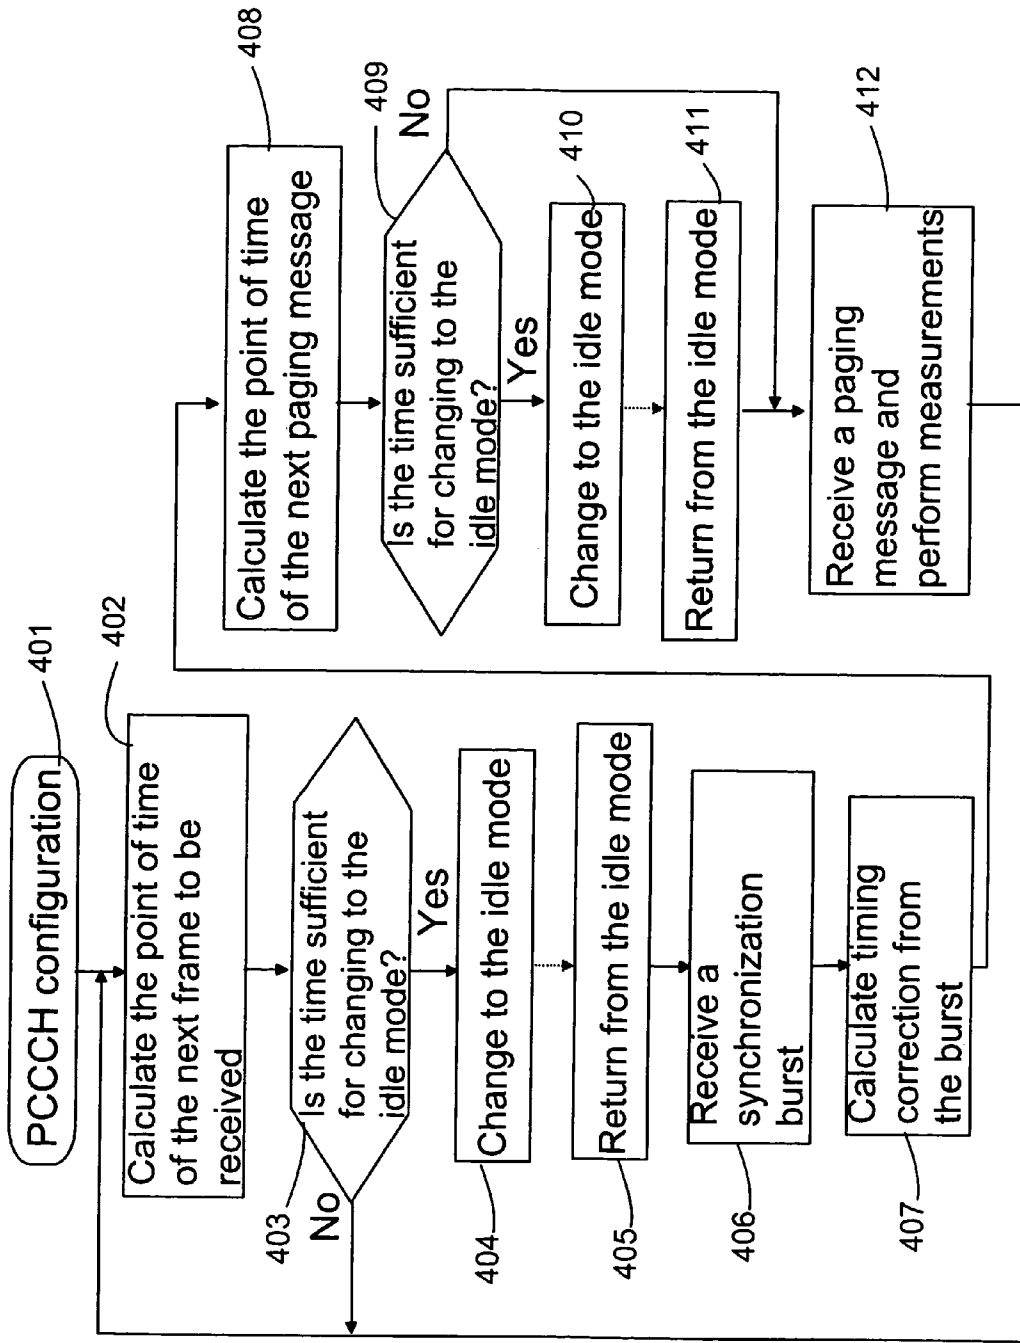 PCCCH configuration
401
Calculate the point of time
of the next frame to be
received
402
Is the time sufficient
for changing to the
idle mode?
403
No
Yes
Change to the idle mode
404
Return from the idle mode
405
Receive a
synchronization
burst
406
Calculate timing
correction from
the burst
407
Calculate the point of time
of the next paging message
408
Is the time sufficient
for changing to the
idle mode?
409
No
Yes
Change to the idle mode
410
Return from the idle mode
411
Receive a paging
message and
perform measurements
412